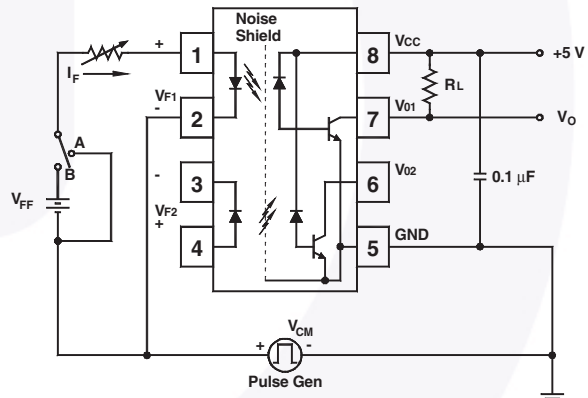 Noise
Shield
+ 1 8 VCC +5 V
IF
RL
VF1
- 2 7 V01 VO
A
B
- 3 6 V02
0.1 μF
VFF
VF2
+ 4 5 GND
VCM
+ -
Pulse Gen